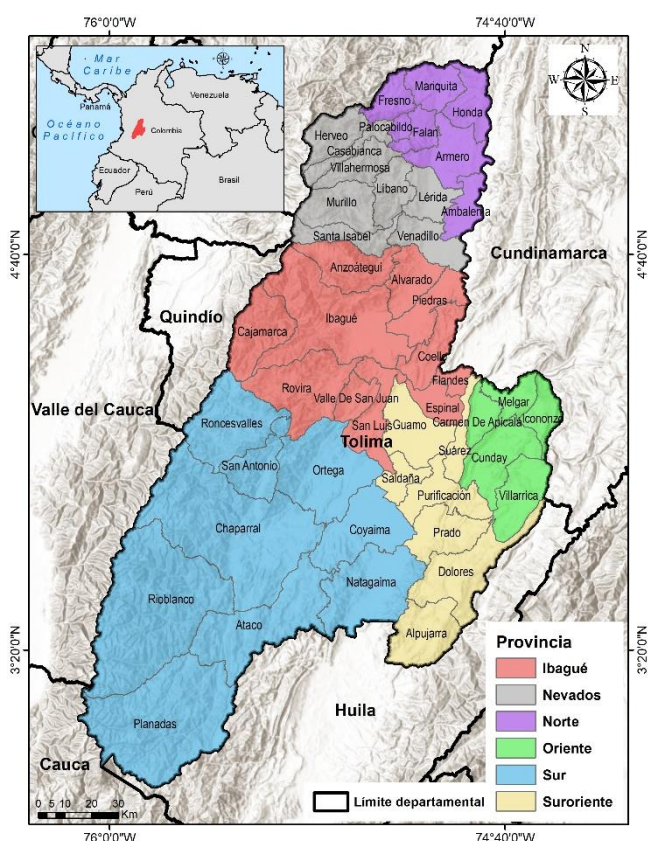 76°0'0"W
74°40'0"W
Mar
Caribe
Océano
Pacífico
Panamá
Venezuela
Colombia
Ecuador
Perú
Brasil
N
W
E
S
Mariquita
Fresno
Honda
Palocabildo
Falan
Herveo
Casabianca
Armero
Villahermosa
Líbano
Lérida
Murillo
Ambalema
Santa Isabel
Venadillo
4°40'0"N
4°40'0"N
Cundinamarca
Anzoátegui
Alvarado
Piedras
Quindío
Ibagué
Cajamarca
Coello
Flandes
Rovira
Valle De San Juan
Espinal
Melgar
Valle del Cauca
Roncesvalles
San Luis
Guamo
Carmen De Apicalá
Icononzo
Tolima
Suárez
Cunday
San Antonio
Ortega
Saldaña
Villarrica
Purificación
Chaparral
Coyaima
Prado
Rioblanco
Natagaima
Dolores
Ataco
Alpujarra
3°20'0"N
3°20'0"N
Planadas
Huila
Cauca
Provincia
Ibagué
Nevados
Norte
Oriente
Sur
Suroriente
Límite departamental
0 5 10 20 30
Km
76°0'0"W
74°40'0"W